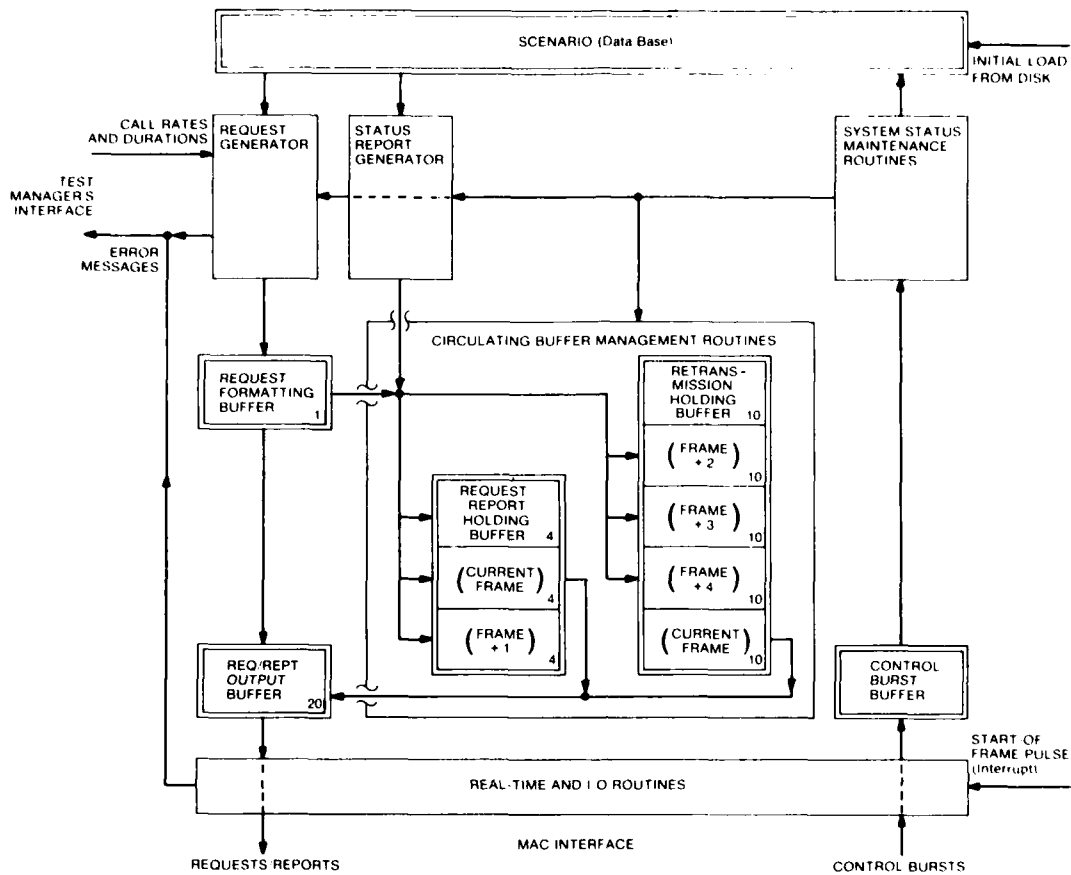 SCENARIO (Data Base)
INITIAL LOAD
FROM DISK
CALL RATES
AND DURATIONS
REQUEST
GENERATOR
STATUS
REPORT
GENERATOR
SYSTEM STATUS
MAINTENANCE
ROUTINES
TEST
MANAGER'S
INTERFACE
ERROR
MESSAGES
CIRCULATING BUFFER MANAGEMENT ROUTINES
REQUEST
FORMATTING
BUFFER
1
RETRANS-
MISSION
HOLDING
BUFFER
10
(FRAME
+ 2)
10
(FRAME
+ 3)
10
(FRAME
+ 4)
10
(CURRENT
FRAME)
10
REQUEST
REPORT
HOLDING
BUFFER
4
(CURRENT
FRAME)
4
(FRAME
+ 1)
4
REQ/REPT
OUTPUT
BUFFER
20
CONTROL
BURST
BUFFER
START-OF
FRAME PULSE
(Interrupt)
REAL-TIME AND I O ROUTINES
MAC INTERFACE
REQUESTS/REPORTS
CONTROL BURSTS